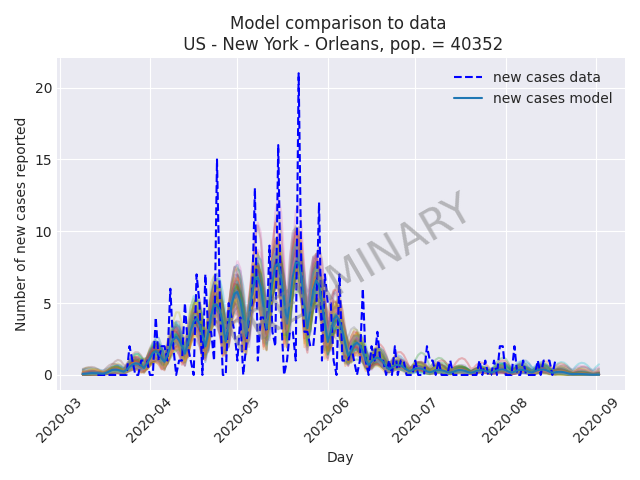 Model comparison to data
US - New York - Orleans, pop. = 40352
Number of new cases reported
20
15
10
5
0
new cases data
new cases model
MINARY
2020-03
2020-04
2020-05
2020-06
2020-07
2020-08
2020-09
Day